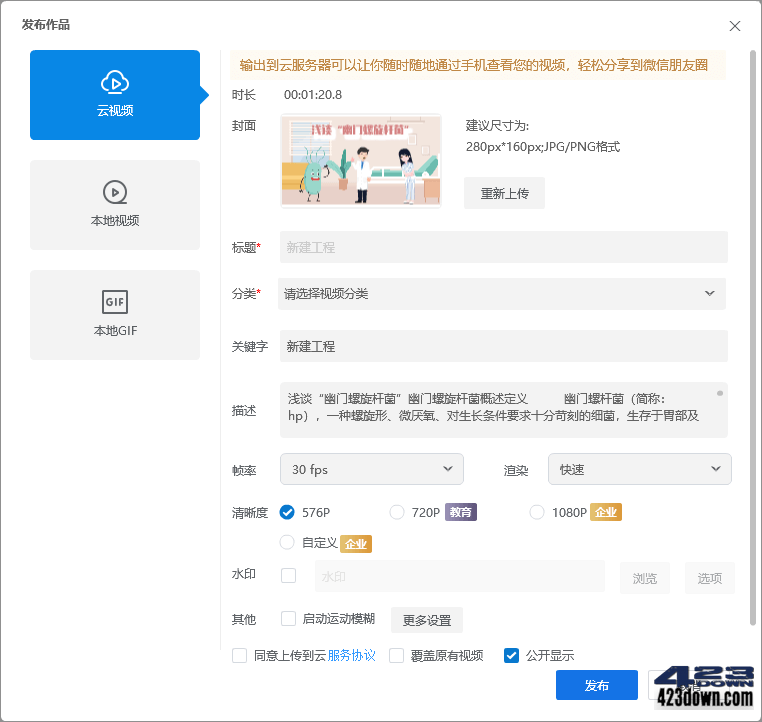 发布作品
云视频
本地视频
GIF
本地GIF
输出到云服务器可以让你随时随地通过手机查看您的视频，轻松分享到微信朋友圈
时长 00:01:20.8
封面
浅谈“幽门螺旋杆菌”
建议尺寸为:
280px*160px;JPG/PNG格式
重新上传
标题* 新建工程
分类* 请选择视频分类
关键字 新建工程
描述
浅谈“幽门螺旋杆菌”幽门螺旋杆菌概述定义 幽门螺杆菌（简称：
hp），一种螺旋形、微厌氧、对生长条件要求十分苛刻的细菌，生存于胃部及
帧率 30 fps 渲染 快速
清晰度 576P 720P 教育 1080P 企业
自定义 企业
水印 水印 浏览 选项
其他 启动运动模糊 更多设置
同意上传到云服务协议 覆盖原有视频 公开显示
发布
423
DOWN
423down.com